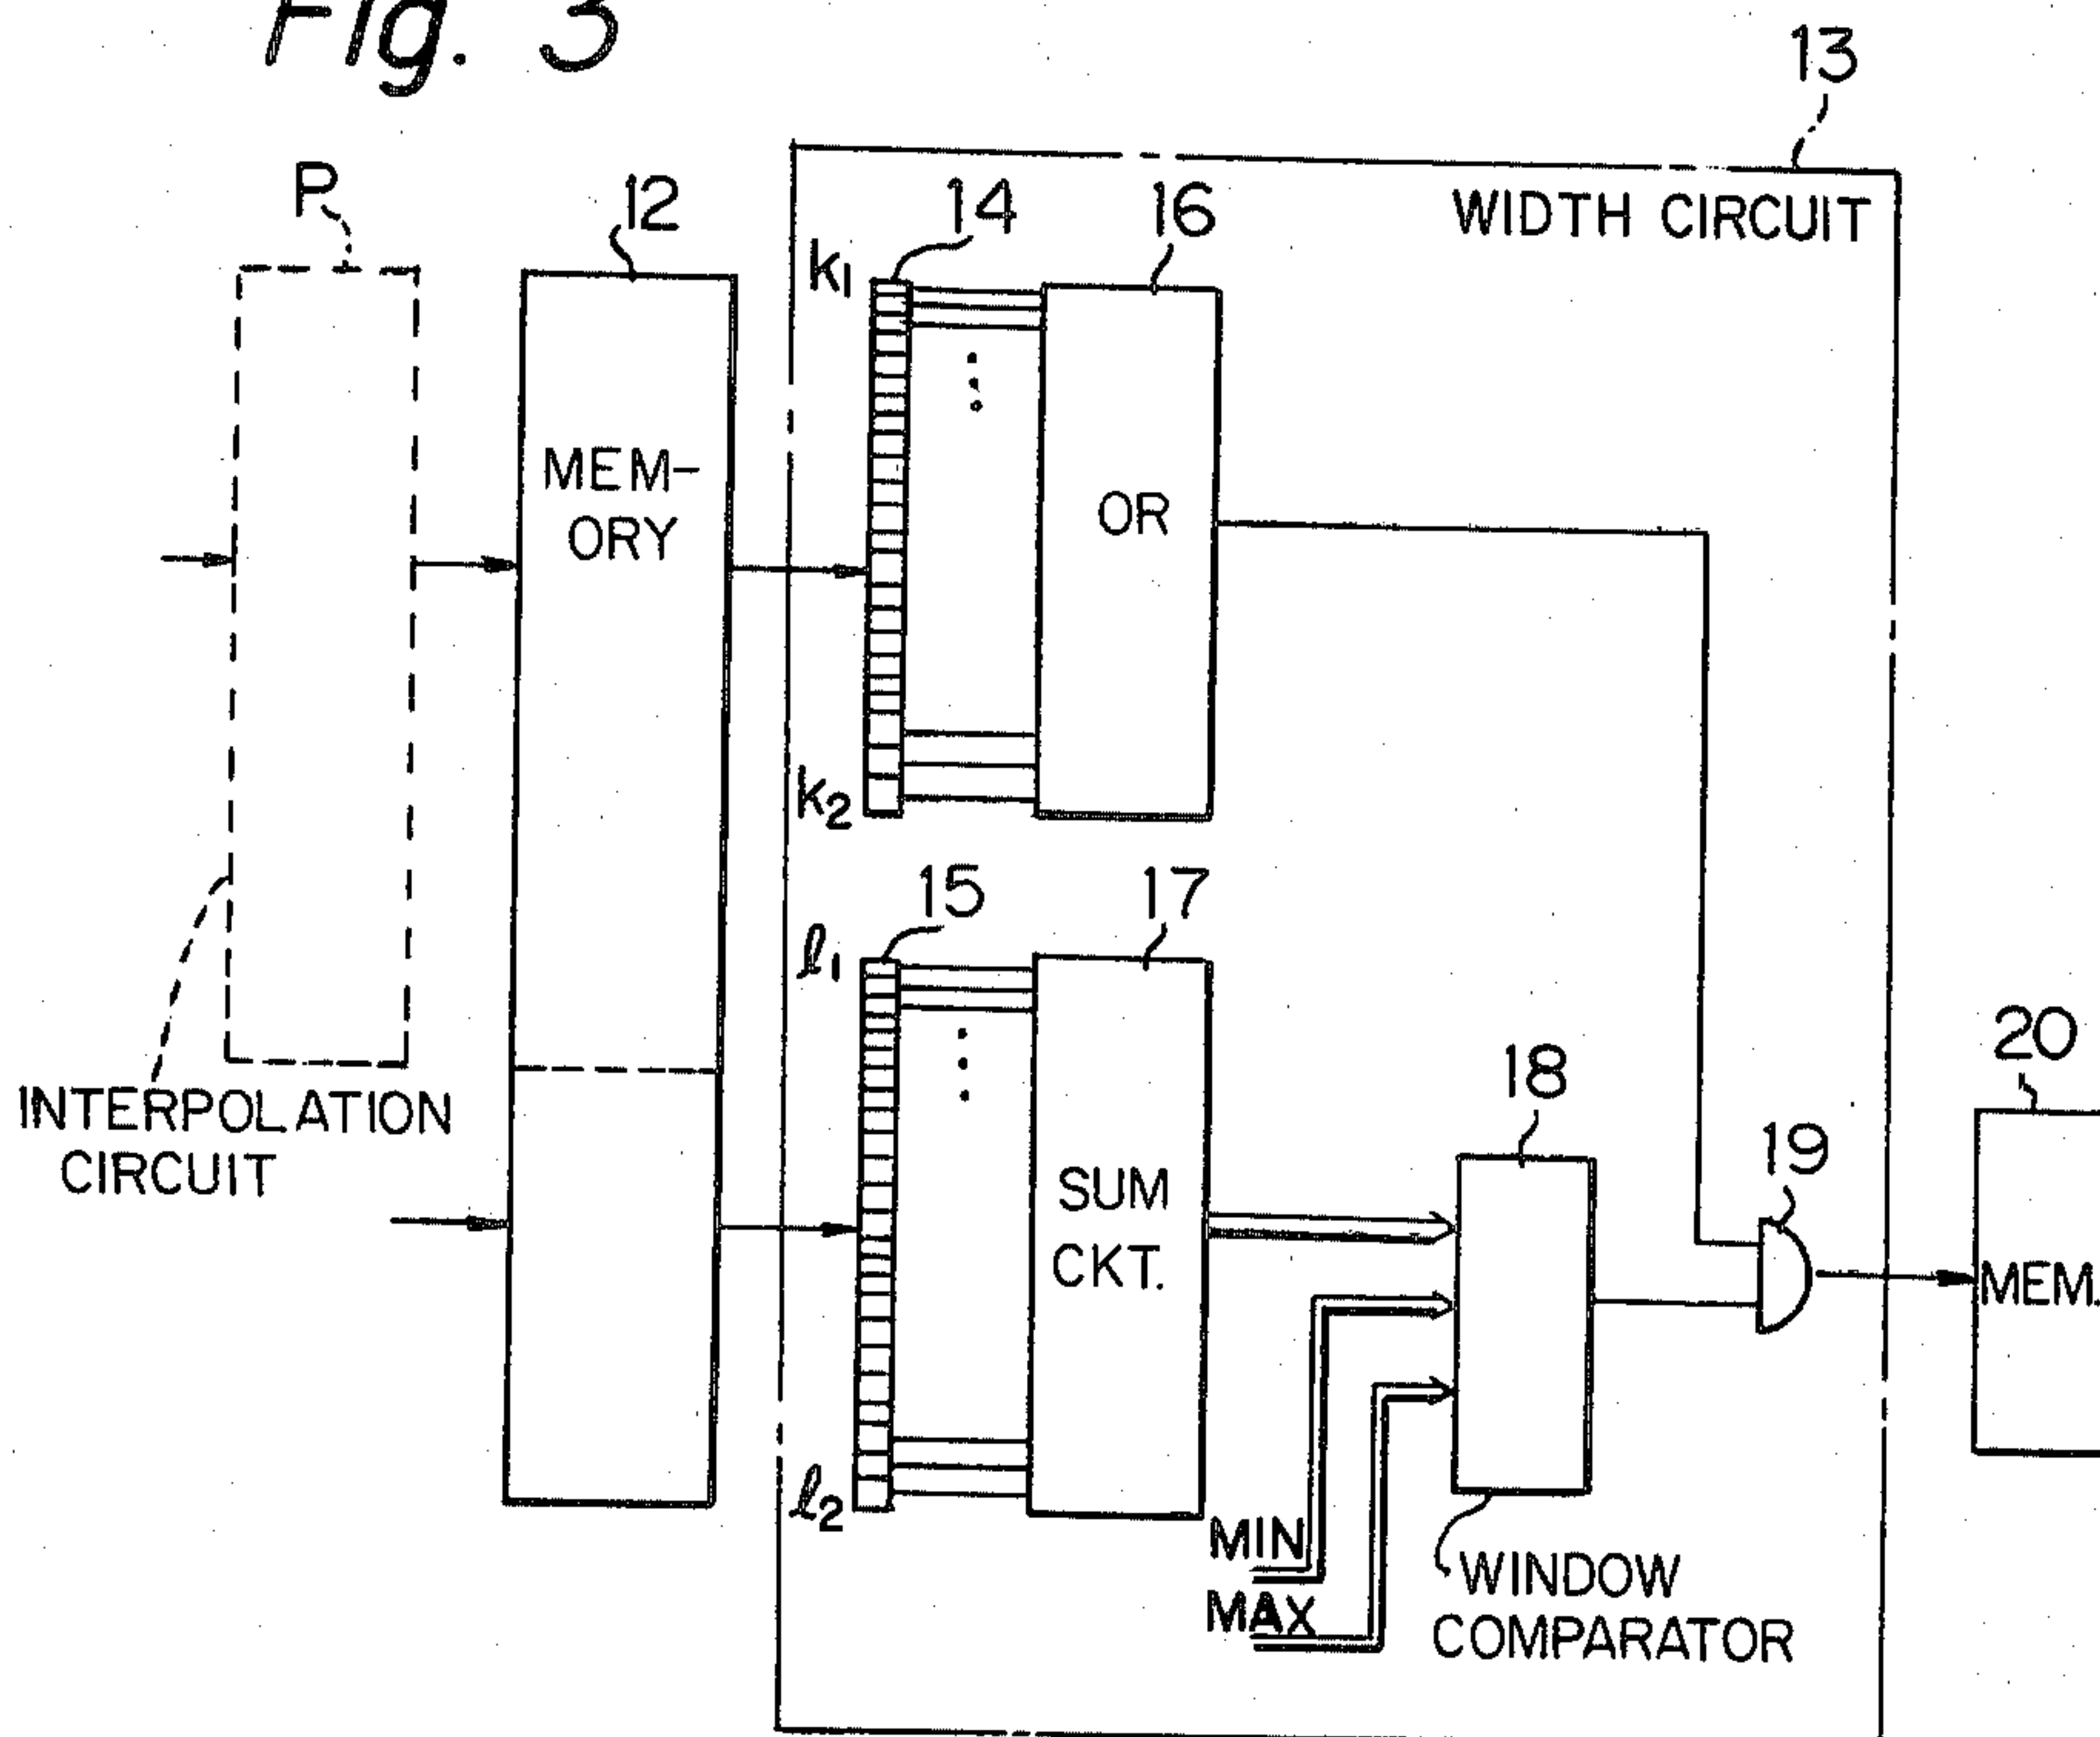 Fig. 3
13
P
12
14
16
WIDTH CIRCUIT
k1
MEM-
ORY
OR
k2
15
17
ℓ1
20
18
INTERPOLATION
CIRCUIT
19
SUM
CKT.
MEM.
ℓ2
MIN
MAX
WINDOW
COMPARATOR